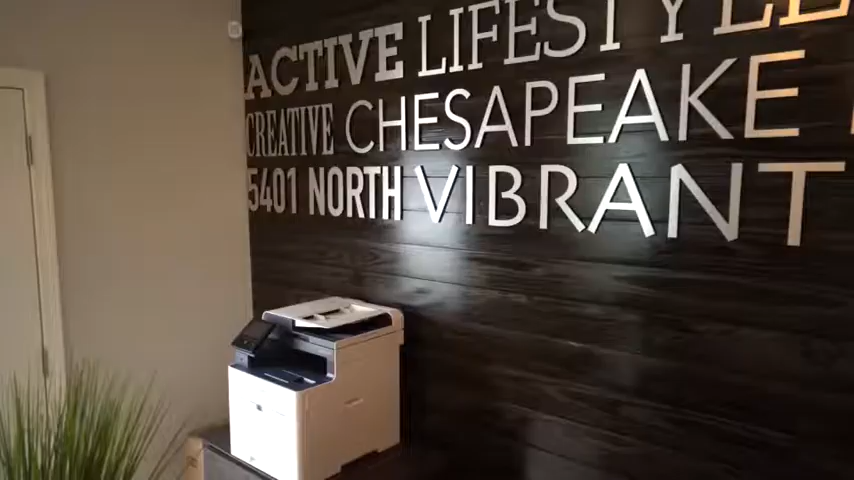 ACTIVE LIFESTYLE
CREATIVE CHESAPEAKE
5401 NORTH VIBRANT